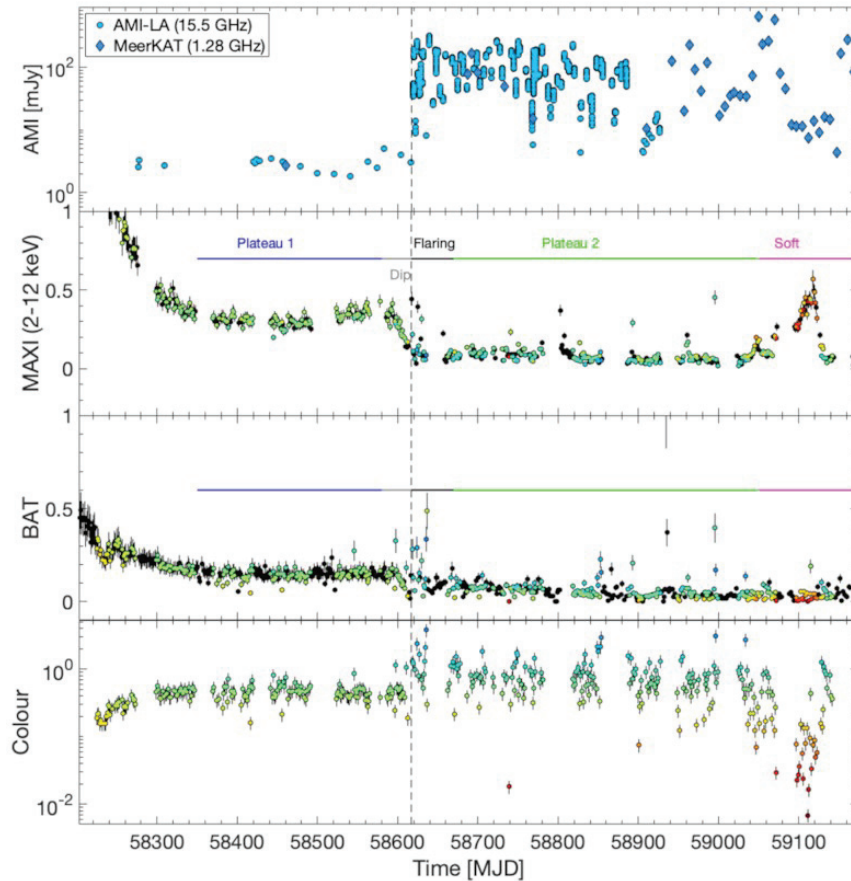 AMI-LA (15.5 GHz)
MeerKAT (1.28 GHz)
AMI [mJy]
10²
10⁰
MAXI (2-12 keV)
1
0.5
0
Plateau 1
Dip
Flaring
Plateau 2
Soft
BAT
1
0.5
0
Colour
10⁰
10⁻²
58300 58400 58500 58600 58700 58800 58900 59000 59100
Time [MJD]